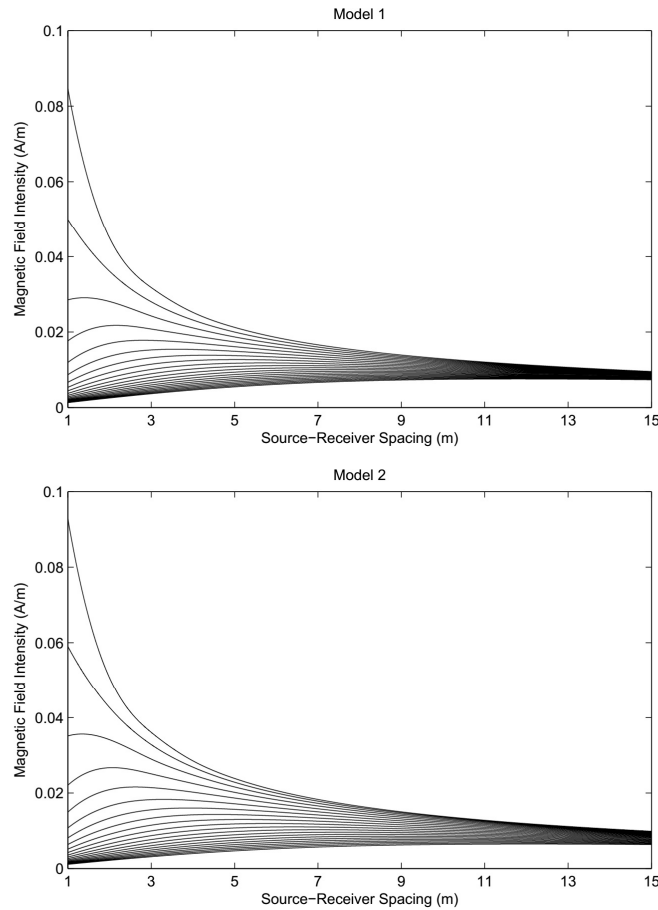 Model 1
0.1
0.08
0.06
0.04
0.02
0
Magnetic Field Intensity (A/m)
1 3 5 7 9 11 13 15
Source−Receiver Spacing (m)
Model 2
0.1
0.08
0.06
0.04
0.02
0
Magnetic Field Intensity (A/m)
1 3 5 7 9 11 13 15
Source−Receiver Spacing (m)